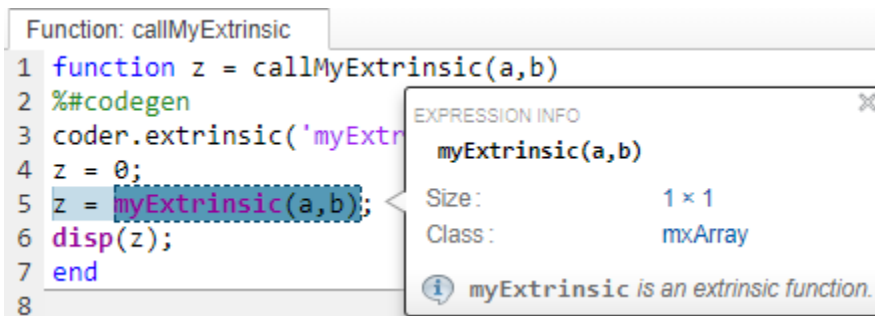 Function: callMyExtrinsic
1 function z = callMyExtrinsic(a,b)
2 %#codegen
3 coder.extrinsic('myExtr
4 z = 0;
5 z = myExtrinsic(a,b);
6 disp(z);
7 end
8
EXPRESSION INFO
myExtrinsic(a,b)
Size: 1 × 1
Class: mxArray
myExtrinsic is an extrinsic function.